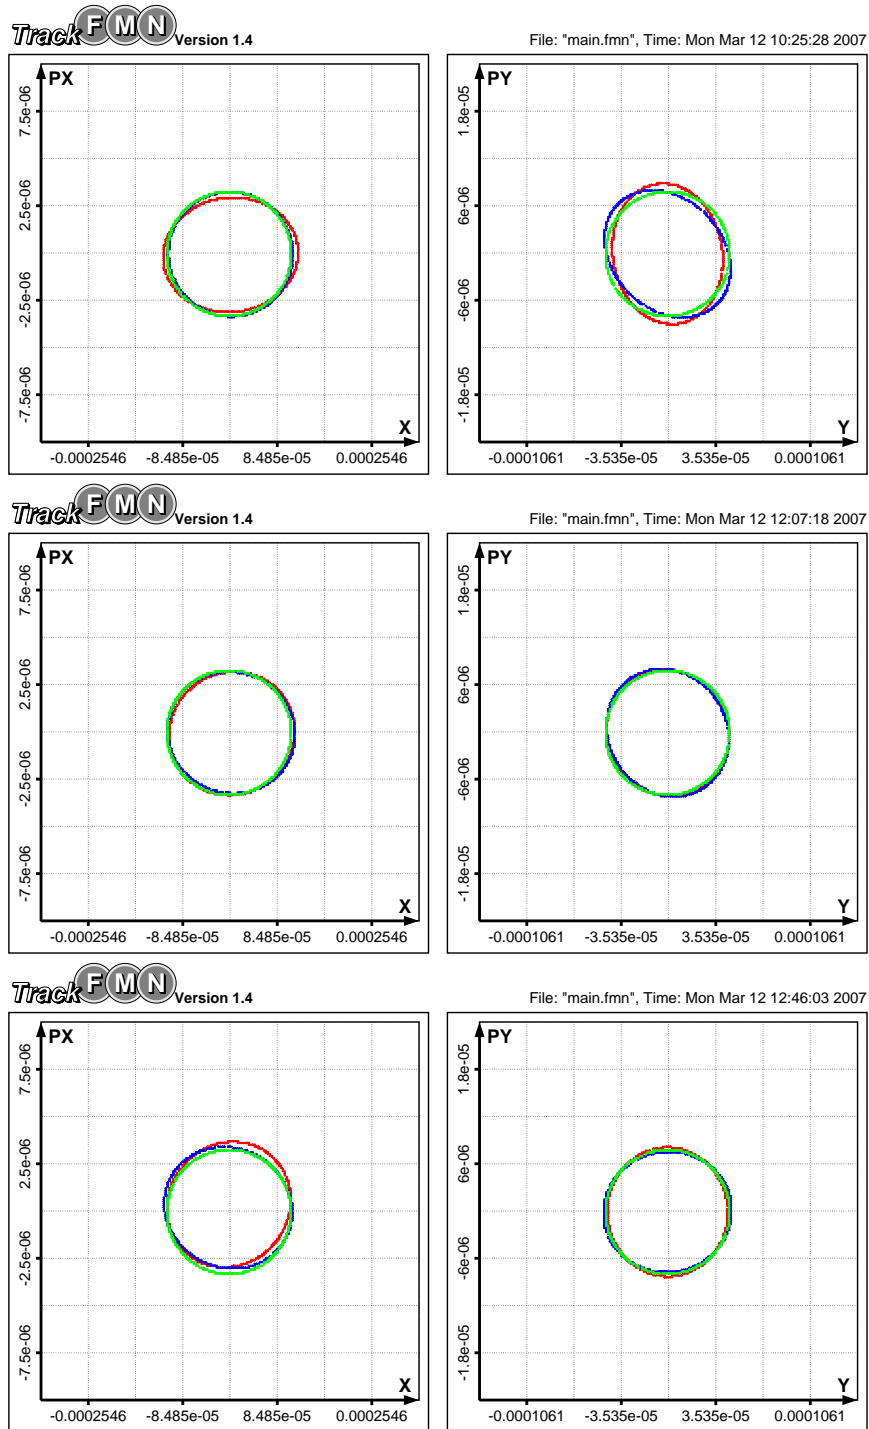 Track FMN Version 1.4 File: "main.fmn", Time: Mon Mar 12 10:25:28 2007
PX
7.5e-06
2.5e-06
-2.5e-06
-7.5e-06
X
-0.0002546 -8.485e-05 8.485e-05 0.0002546
PY
1.8e-05
6e-06
-6e-06
-1.8e-05
Y
-0.0001061 -3.535e-05 3.535e-05 0.0001061
Track FMN Version 1.4 File: "main.fmn", Time: Mon Mar 12 12:07:18 2007
PX
7.5e-06
2.5e-06
-2.5e-06
-7.5e-06
X
-0.0002546 -8.485e-05 8.485e-05 0.0002546
PY
1.8e-05
6e-06
-6e-06
-1.8e-05
Y
-0.0001061 -3.535e-05 3.535e-05 0.0001061
Track FMN Version 1.4 File: "main.fmn", Time: Mon Mar 12 12:46:03 2007
PX
7.5e-06
2.5e-06
-2.5e-06
-7.5e-06
X
-0.0002546 -8.485e-05 8.485e-05 0.0002546
PY
1.8e-05
6e-06
-6e-06
-1.8e-05
Y
-0.0001061 -3.535e-05 3.535e-05 0.0001061